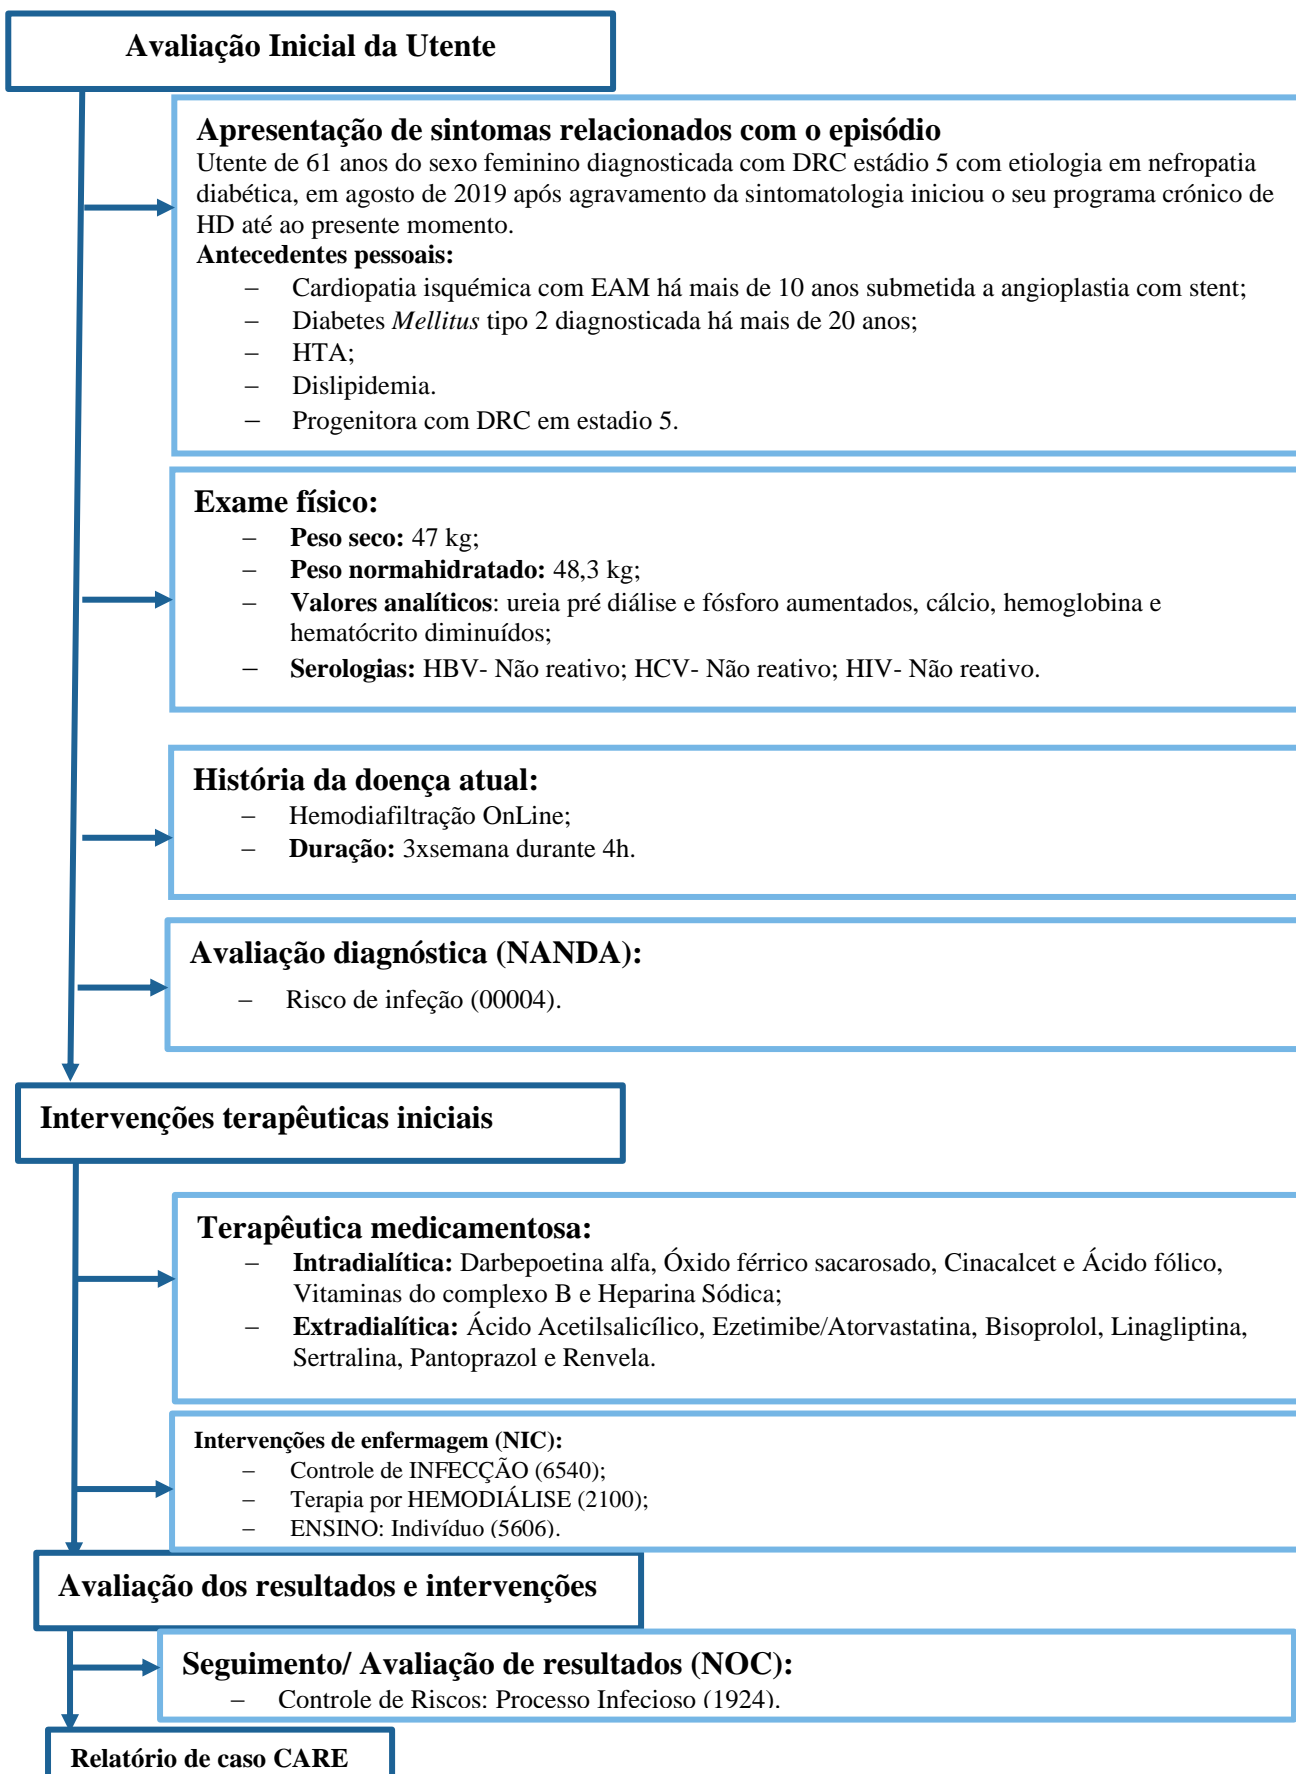 Avaliação Inicial da Utente
Apresentação de sintomas relacionados com o episódio
Utente de 61 anos do sexo feminino diagnosticada com DRC estádio 5 com etiologia em nefropatia
diabética, em agosto de 2019 após agravamento da sintomatologia iniciou o seu programa crónico de
HD até ao presente momento.
Antecedentes pessoais:
– Cardiopatia isquémica com EAM há mais de 10 anos submetida a angioplastia com stent;
– Diabetes Mellitus tipo 2 diagnosticada há mais de 20 anos;
– HTA;
– Dislipidemia.
– Progenitora com DRC em estadio 5.
Exame físico:
– Peso seco: 47 kg;
– Peso normahidratado: 48,3 kg;
– Valores analíticos: ureia pré diálise e fósforo aumentados, cálcio, hemoglobina e
hematócrito diminuídos;
– Serologias: HBV- Não reativo; HCV- Não reativo; HIV- Não reativo.
História da doença atual:
– Hemodiafiltração OnLine;
– Duração: 3xsemana durante 4h.
Avaliação diagnóstica (NANDA):
– Risco de infeção (00004).
Intervenções terapêuticas iniciais
Terapêutica medicamentosa:
– Intradialítica: Darbepoetina alfa, Óxido férrico sacarosado, Cinacalcet e Ácido fólico,
Vitaminas do complexo B e Heparina Sódica;
– Extradialítica: Ácido Acetilsalicílico, Ezetimibe/Atorvastatina, Bisoprolol, Linagliptina,
Sertralina, Pantoprazol e Renvela.
Intervenções de enfermagem (NIC):
– Controle de INFECÇÃO (6540);
– Terapia por HEMODIÁLISE (2100);
– ENSINO: Indivíduo (5606).
Avaliação dos resultados e intervenções
Seguimento/ Avaliação de resultados (NOC):
– Controle de Riscos: Processo Infecioso (1924).
Relatório de caso CARE